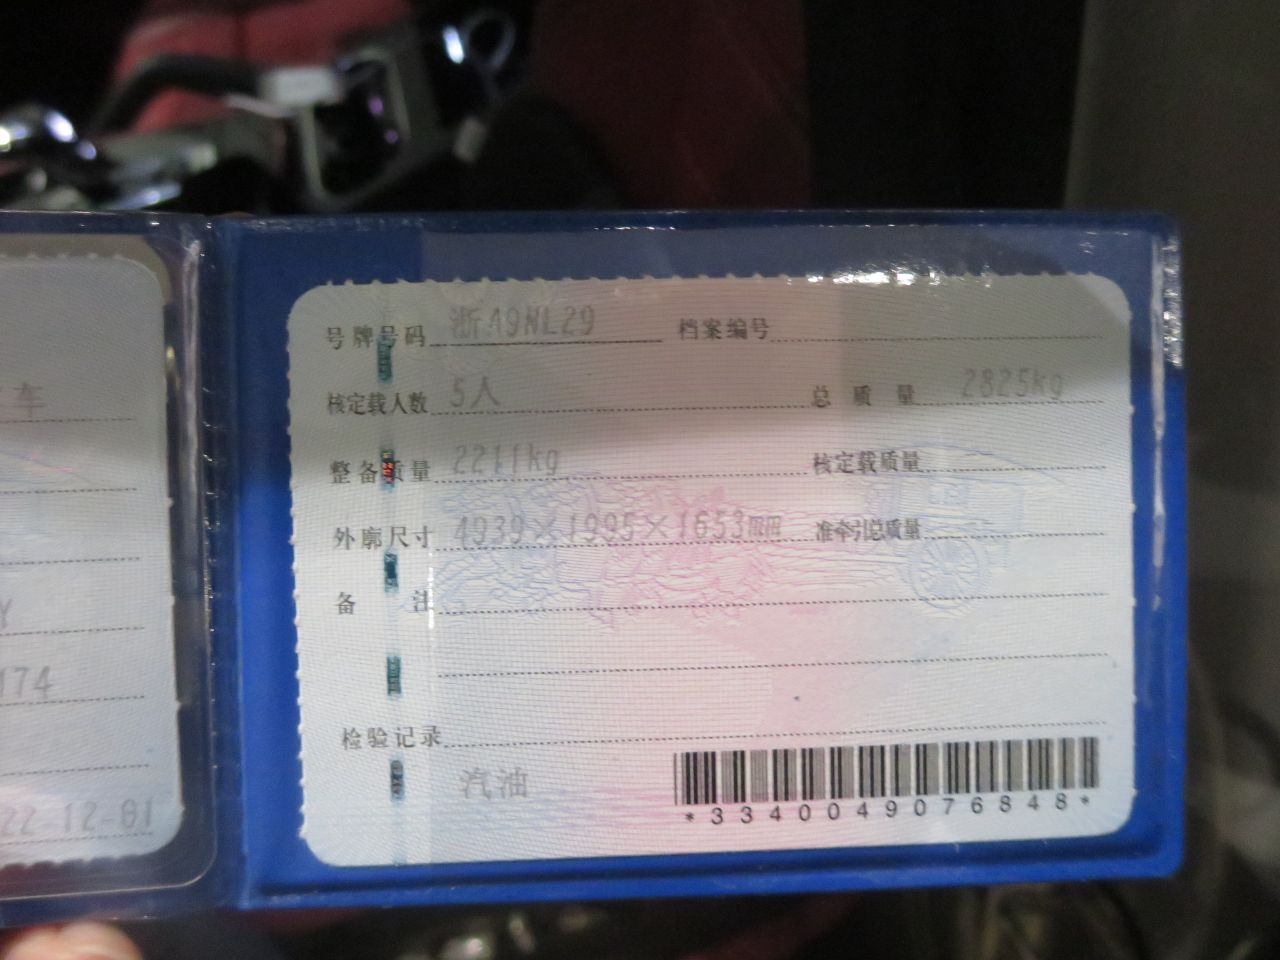 号牌号码 浙A9NL29 档案编号
核定载人数 5人 总质量 2825kg
整备质量 2211kg 核定载质量
外廓尺寸 4939×1995×1653mm 准牵引总质量
备注
检验记录
汽油
*3340049076848*
车
Y
174
22 12 01